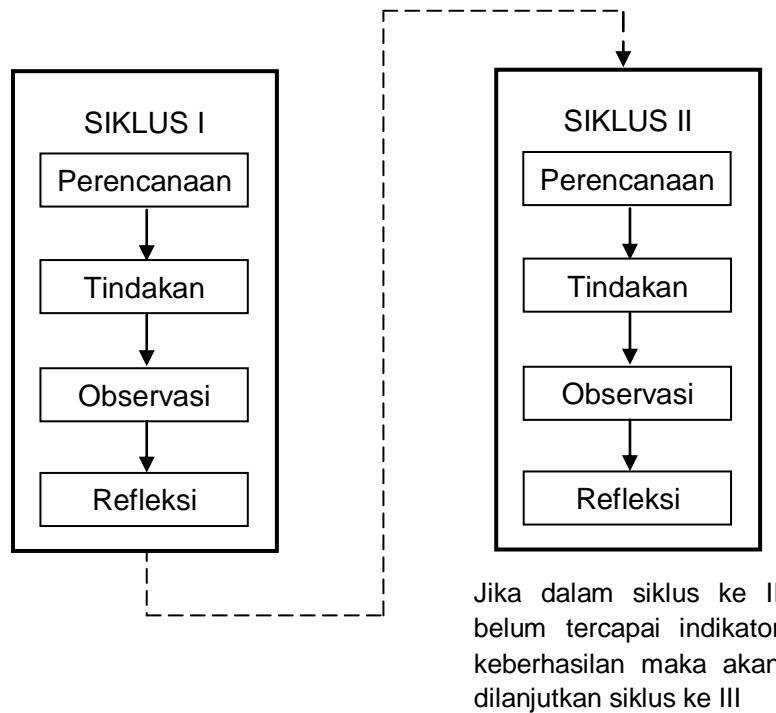 SIKLUS I
Perencanaan
Tindakan
Observasi
Refleksi
SIKLUS II
Perencanaan
Tindakan
Observasi
Refleksi
Jika dalam siklus ke II
belum tercapai indikator
keberhasilan maka akan
dilanjutkan siklus ke III